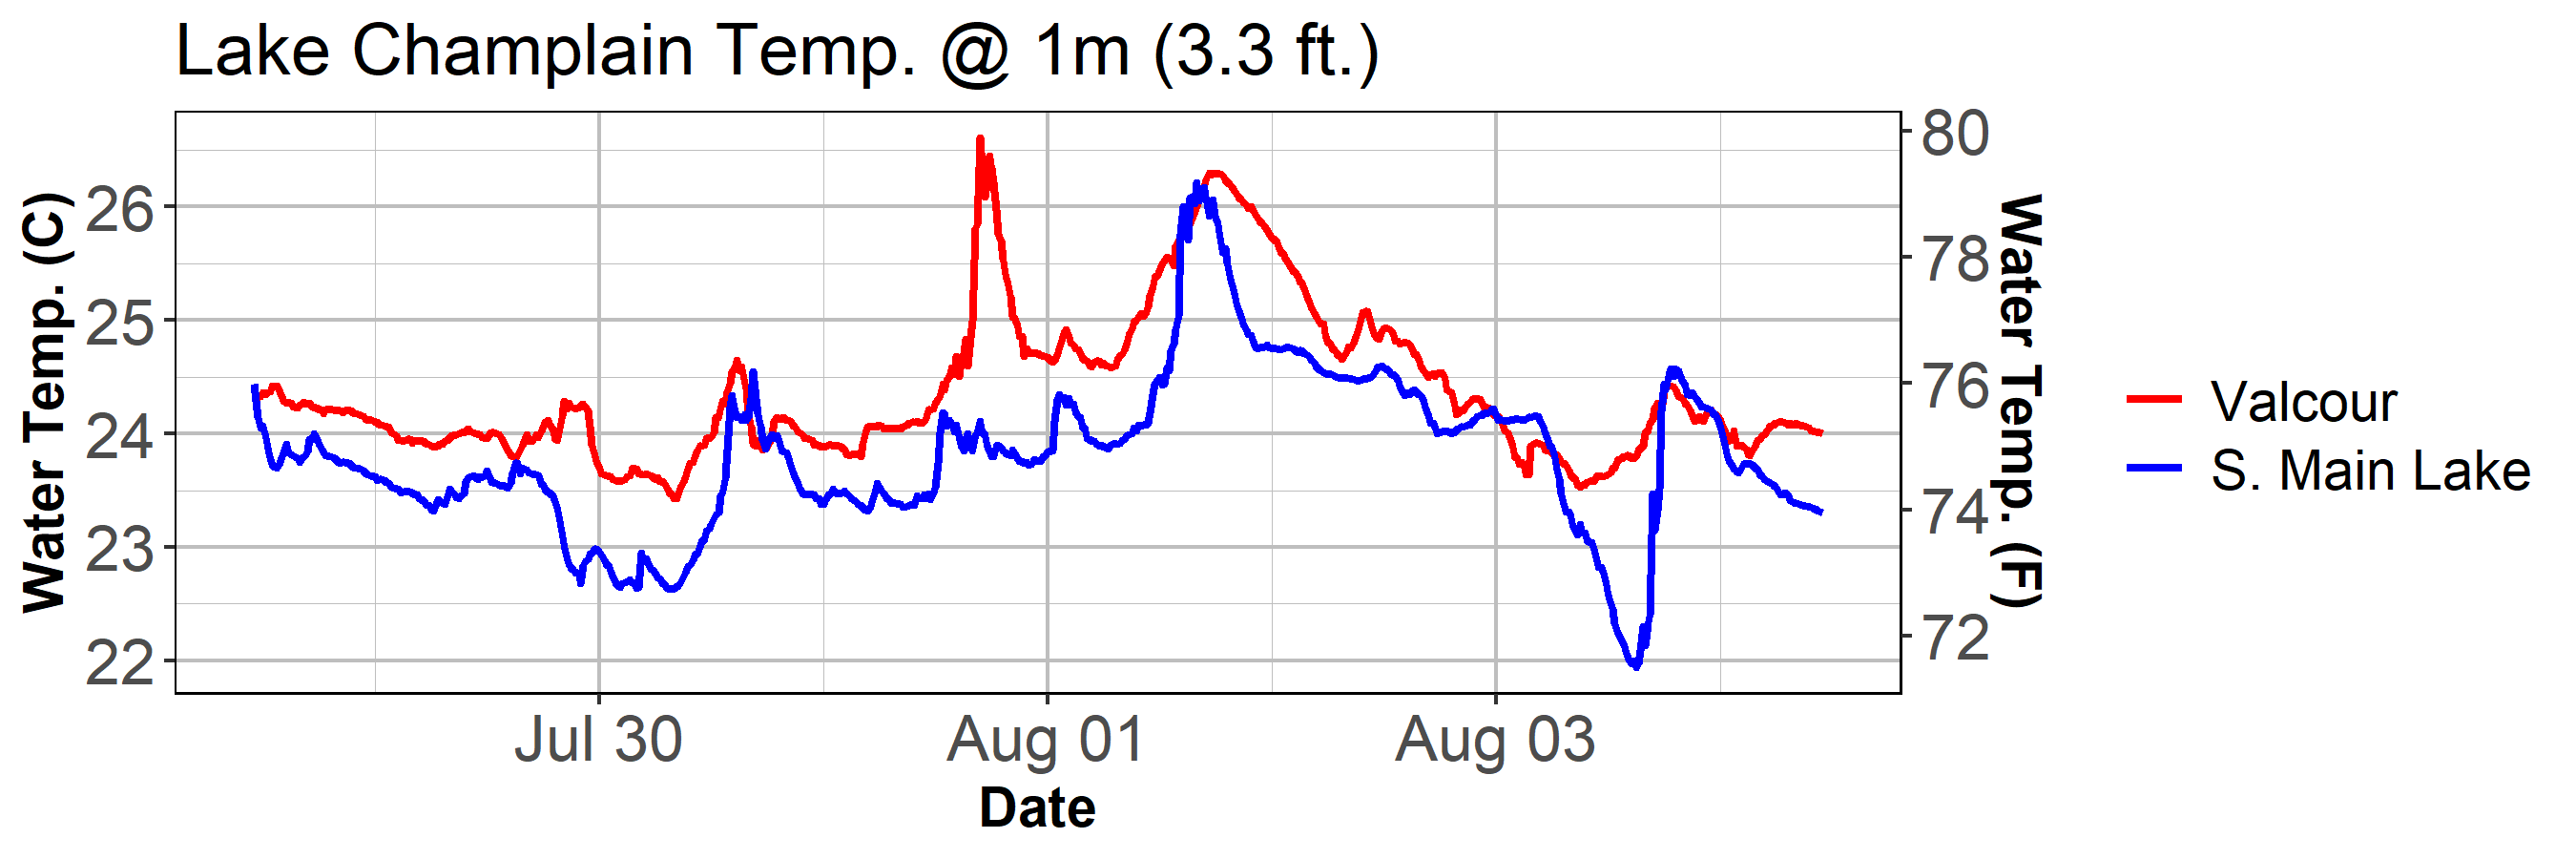 Lake Champlain Temp. @ 1m (3.3 ft.)
Water Temp. (C)
26
25
24
23
22
80
78
76
74
72
Water Temp. (F)
Jul 30
Aug 01
Aug 03
Date
Valcour
S. Main Lake